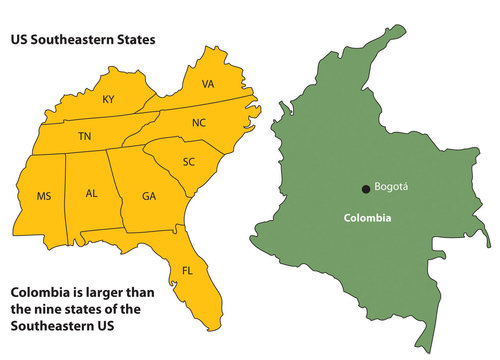 US Southeastern States
KY
VA
TN
NC
SC
MS
AL
GA
FL
Bogotá
Colombia
Colombia is larger than
the nine states of the
Southeastern US